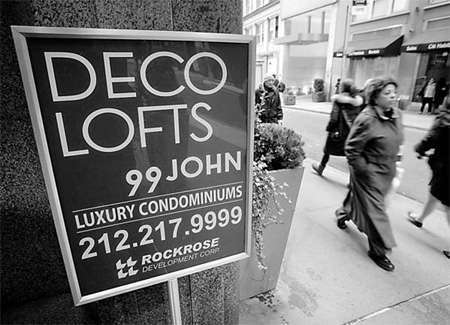 DECO
LOFTS
99 JOHN
LUXURY CONDOMINIUMS
212.217.9999
ROCKROSE
DEVELOPMENT CORP.